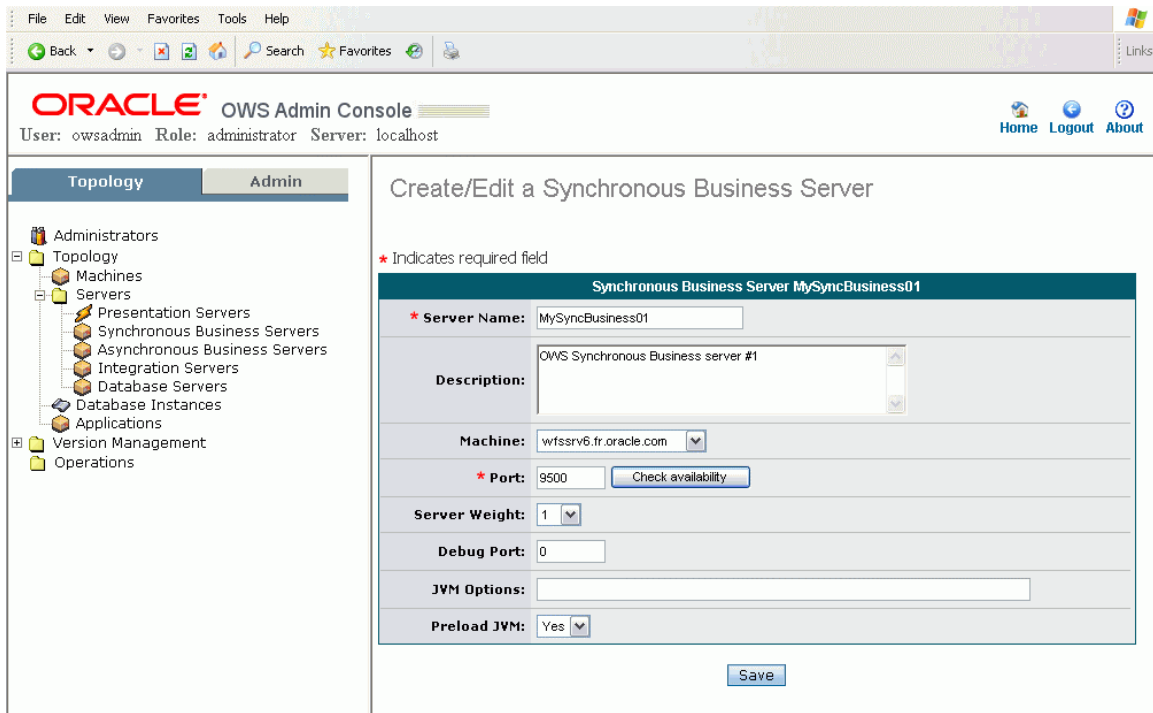 File Edit View Favorites Tools Help
Back Search Favorites
Links
ORACLE OWS Admin Console
User: owsadmin Role: administrator Server: localhost
Home Logout About
Topology Admin
Administrators
Topology
Machines
Servers
Presentation Servers
Synchronous Business Servers
Asynchronous Business Servers
Integration Servers
Database Servers
Database Instances
Applications
Version Management
Operations
Create/Edit a Synchronous Business Server
* Indicates required field
Synchronous Business Server MySyncBusiness01
* Server Name: MySyncBusiness01
Description: OWS Synchronous Business server #1
Machine: wfssrv6.fr.oracle.com
* Port: 9500 Check availability
Server Weight: 1
Debug Port: 0
JVM Options:
Preload JVM: Yes
Save